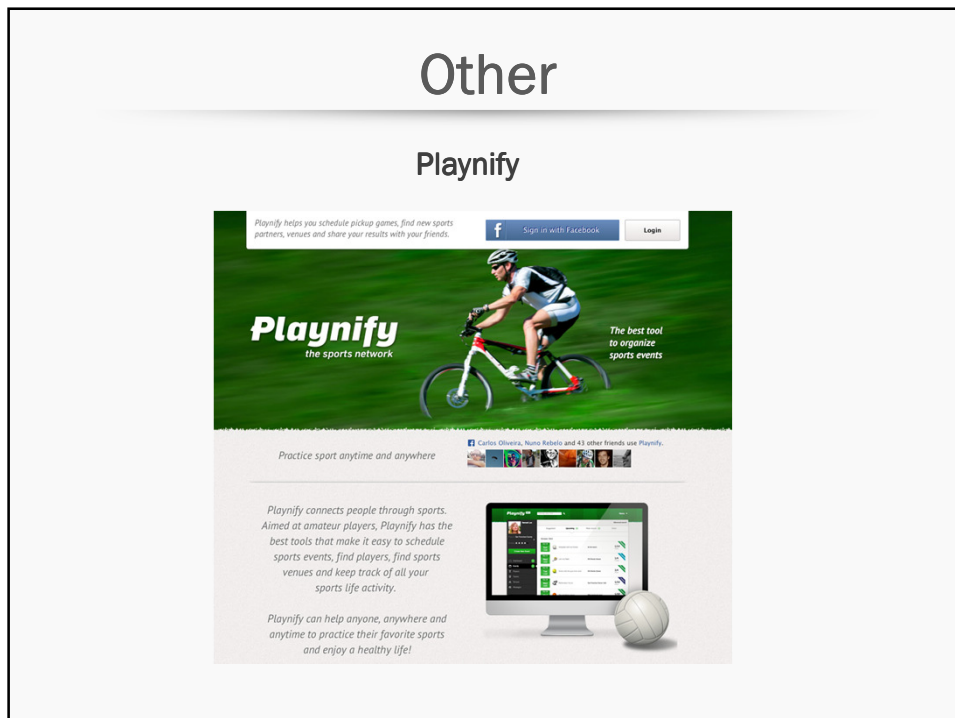 Other
Playnify
Playnify helps you schedule pickup games, find new sports
partners, venues and share your results with your friends.
f Sign in with Facebook
Login
Playnify
the sports network
The best tool
to organize
sports events
f Carlos Oliveira, Nuno Rebelo and 43 other friends use Playnify.
Practice sport anytime and anywhere
Playnify connects people through sports.
Aimed at amateur players, Playnify has the
best tools that make it easy to schedule
sports events, find players, find sports
venues and keep track of all your
sports life activity.
Playnify can help anyone, anywhere and
anytime to practice their favorite sports
and enjoy a healthy life!
Playnify